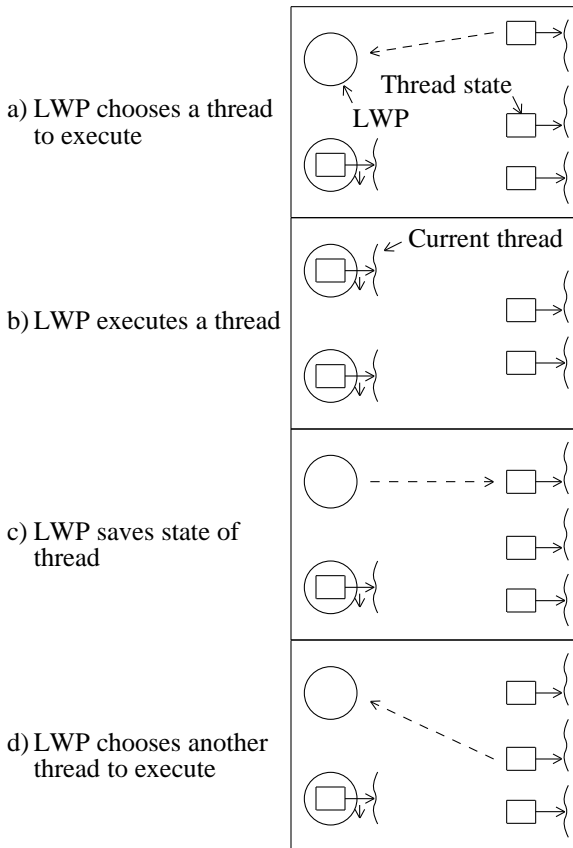 a) LWP chooses a thread
to execute
Thread state
LWP
Current thread
b) LWP executes a thread
c) LWP saves state of
thread
d) LWP chooses another
thread to execute